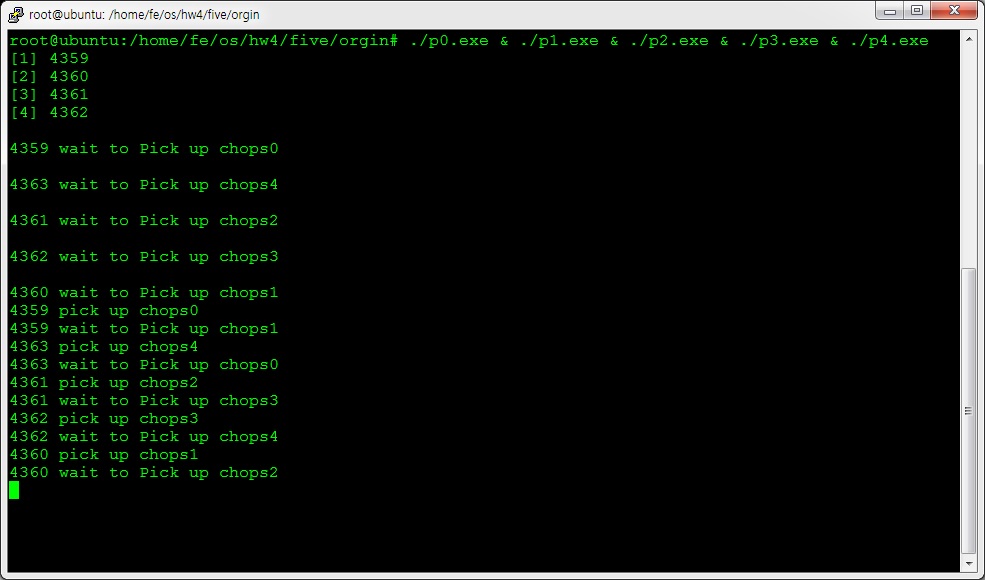 root@ubuntu: /home/fe/os/hw4/five/orgin
root@ubuntu:/home/fe/os/hw4/five/orgin# ./p0.exe & ./p1.exe & ./p2.exe & ./p3.exe & ./p4.exe
[1] 4359
[2] 4360
[3] 4361
[4] 4362
4359 wait to Pick up chops0
4363 wait to Pick up chops4
4361 wait to Pick up chops2
4362 wait to Pick up chops3
4360 wait to Pick up chops1
4359 pick up chops0
4359 wait to Pick up chops1
4363 pick up chops4
4363 wait to Pick up chops0
4361 pick up chops2
4361 wait to Pick up chops3
4362 pick up chops3
4362 wait to Pick up chops4
4360 pick up chops1
4360 wait to Pick up chops2